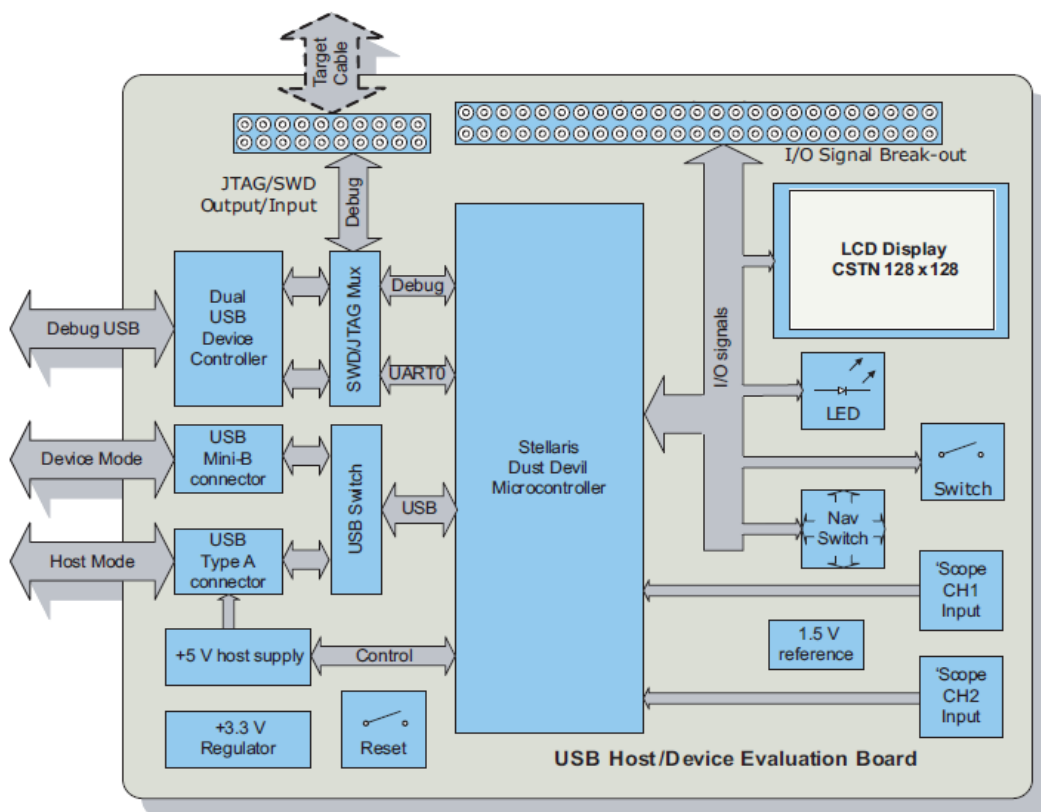 Target
Cable
I/O Signal Break-out
JTAG/SWD
Output/Input
Debug
LCD Display
CSTN 128 x 128
Dual
USB
Device
Controller
SWD/JTAG Mux
Debug
Debug USB
UART0
I/O signals
LED
USB
Mini-B
connector
Device Mode
USB Switch
USB
Stellaris
Dust Devil
Microcontroller
Switch
Nav
Switch
USB
Type A
connector
Host Mode
'Scope
CH1
Input
+5 V host supply
Control
1.5 V
reference
'Scope
CH2
Input
+3.3 V
Regulator
Reset
USB Host/Device Evaluation Board